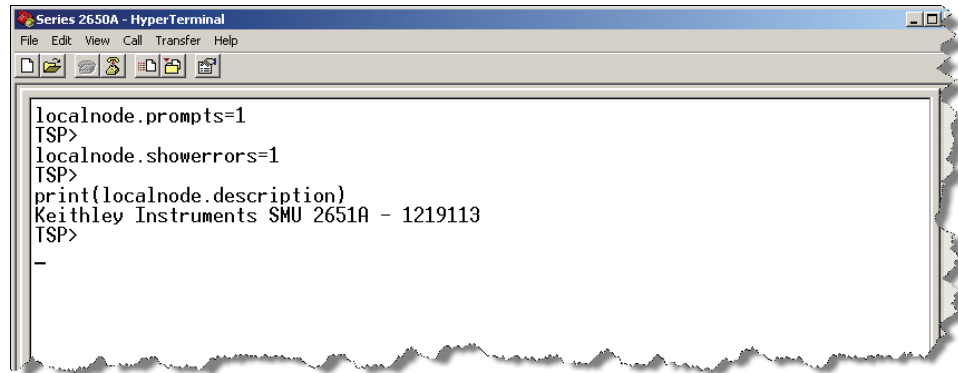 Series 2650A - HyperTerminal
File Edit View Call Transfer Help
localnode.prompts=1
TSP>
localnode.showerrors=1
TSP>
print(localnode.description)
Keithley Instruments SMU 2651A - 1219113
TSP>
_